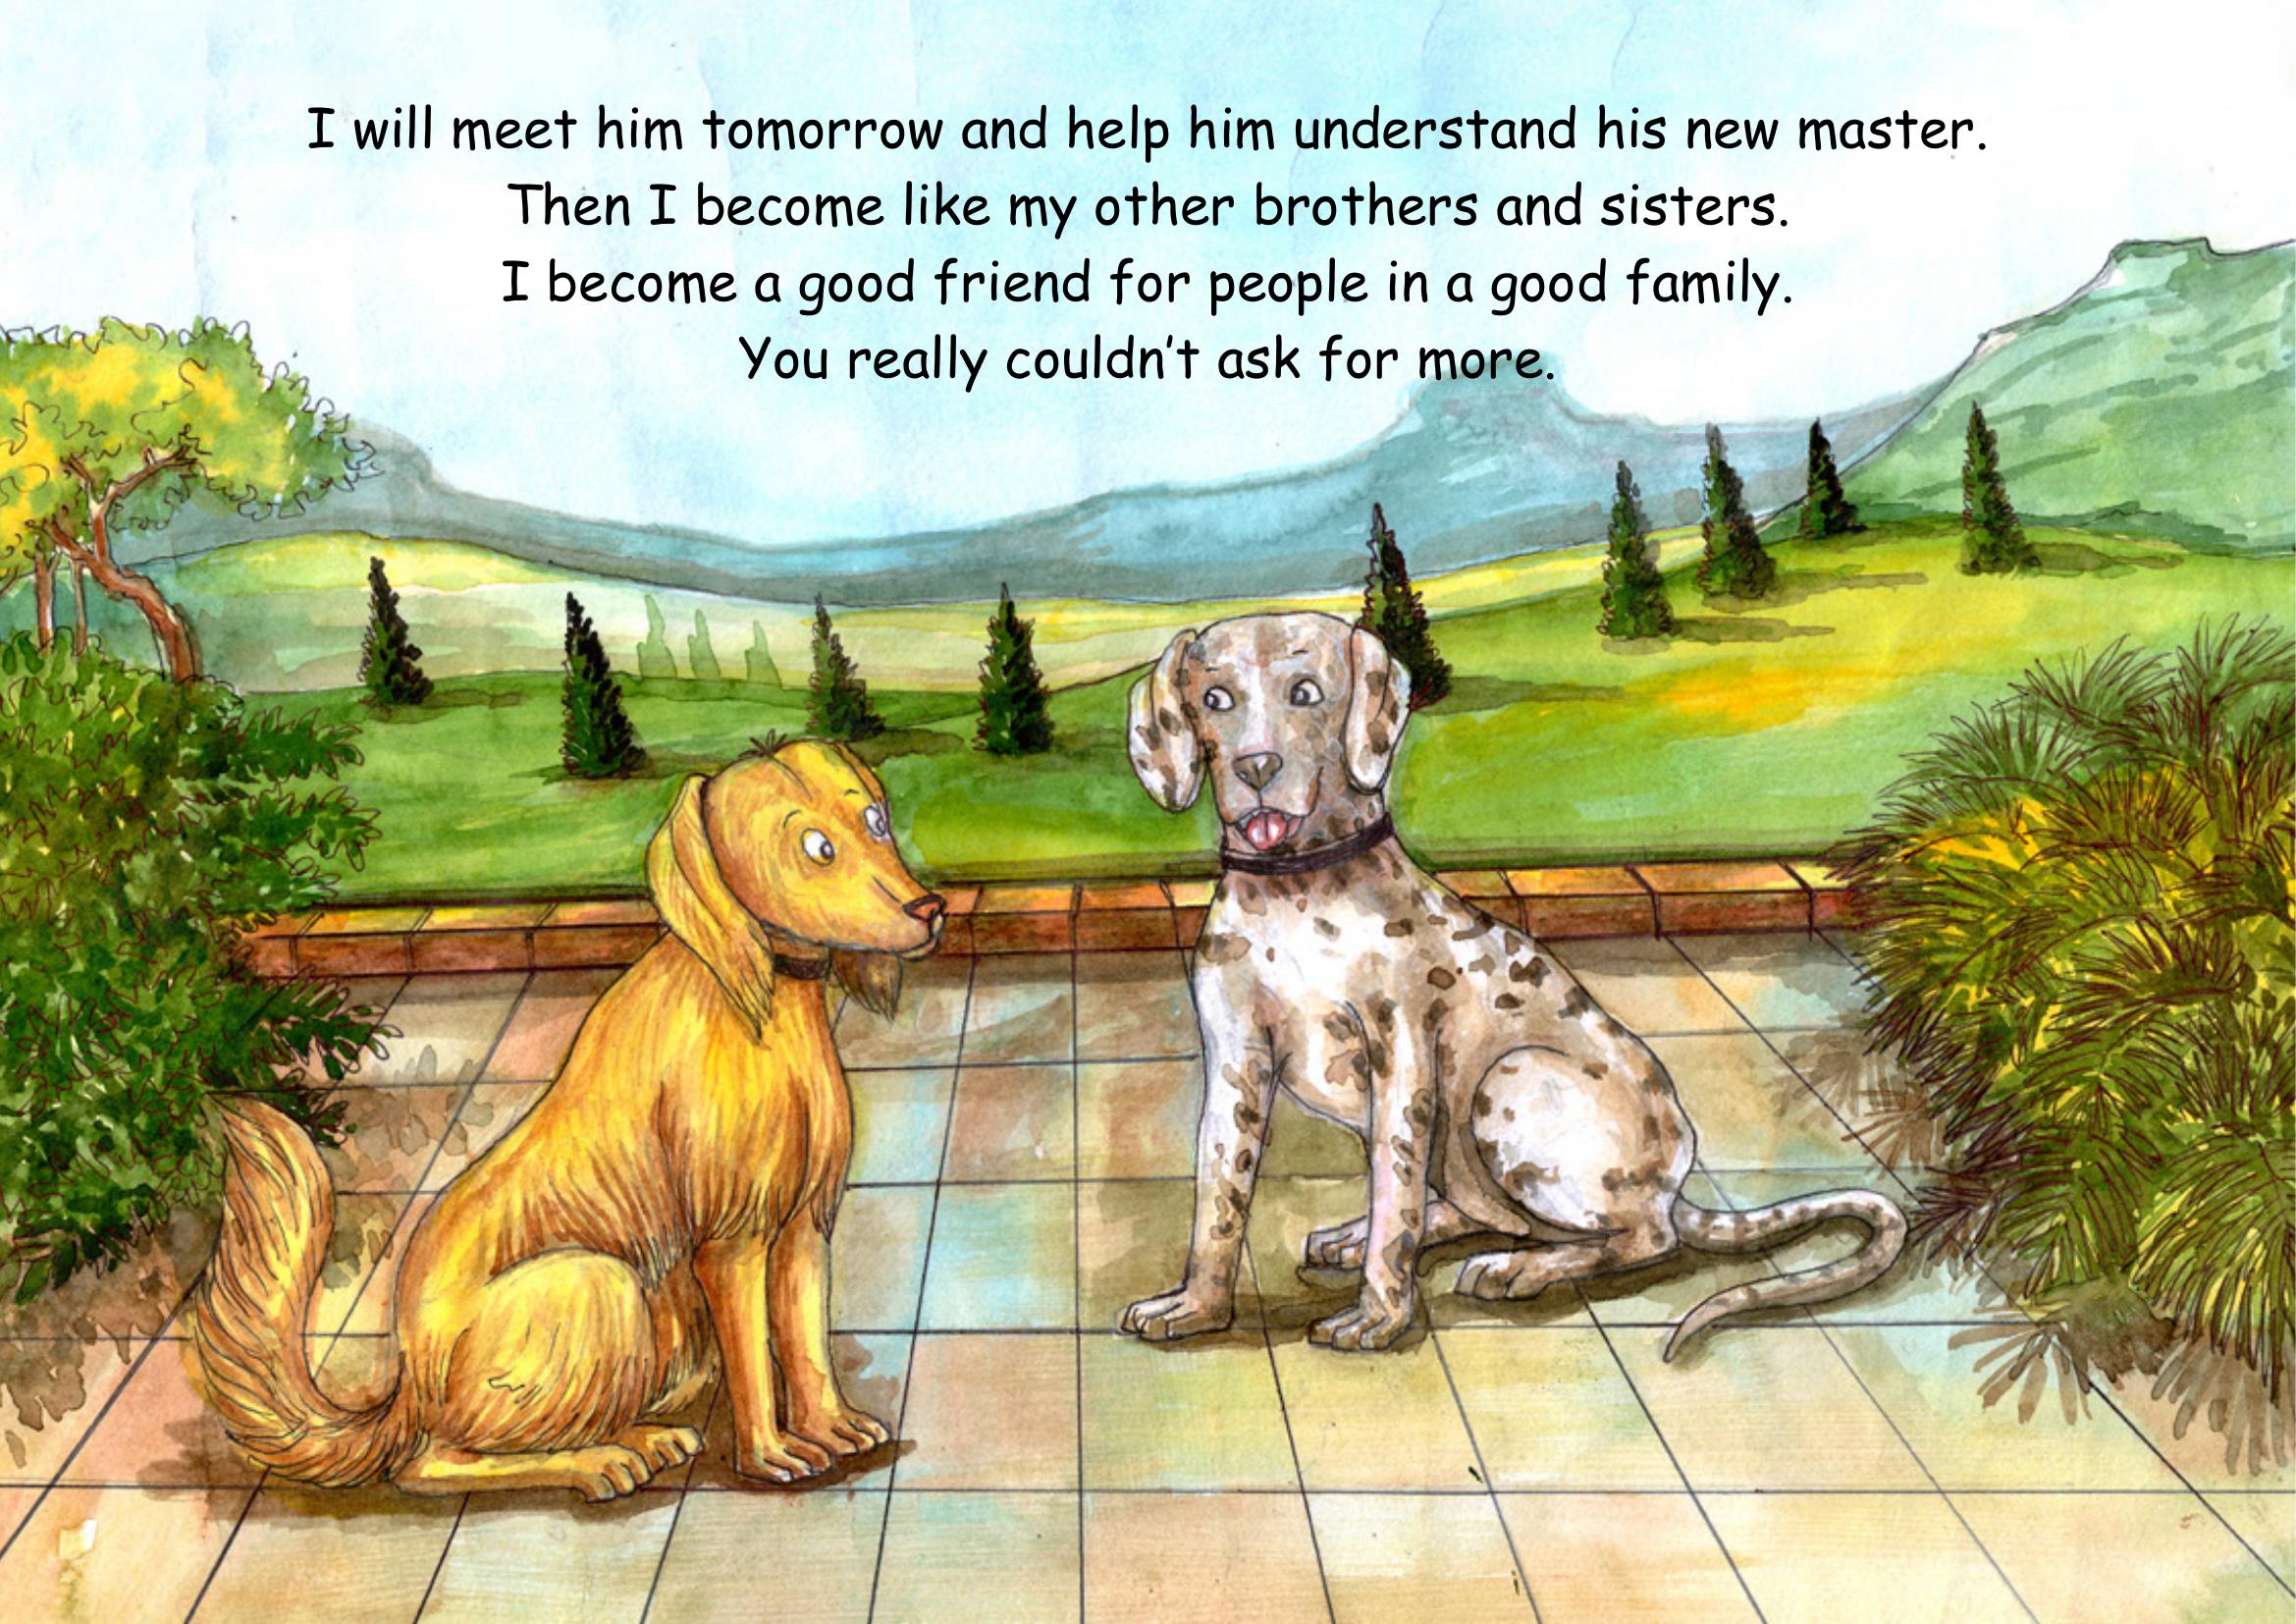 I will meet him tomorrow and help him understand his new master.
Then I become like my other brothers and sisters.
I become a good friend for people in a good family.
You really couldn't ask for more.